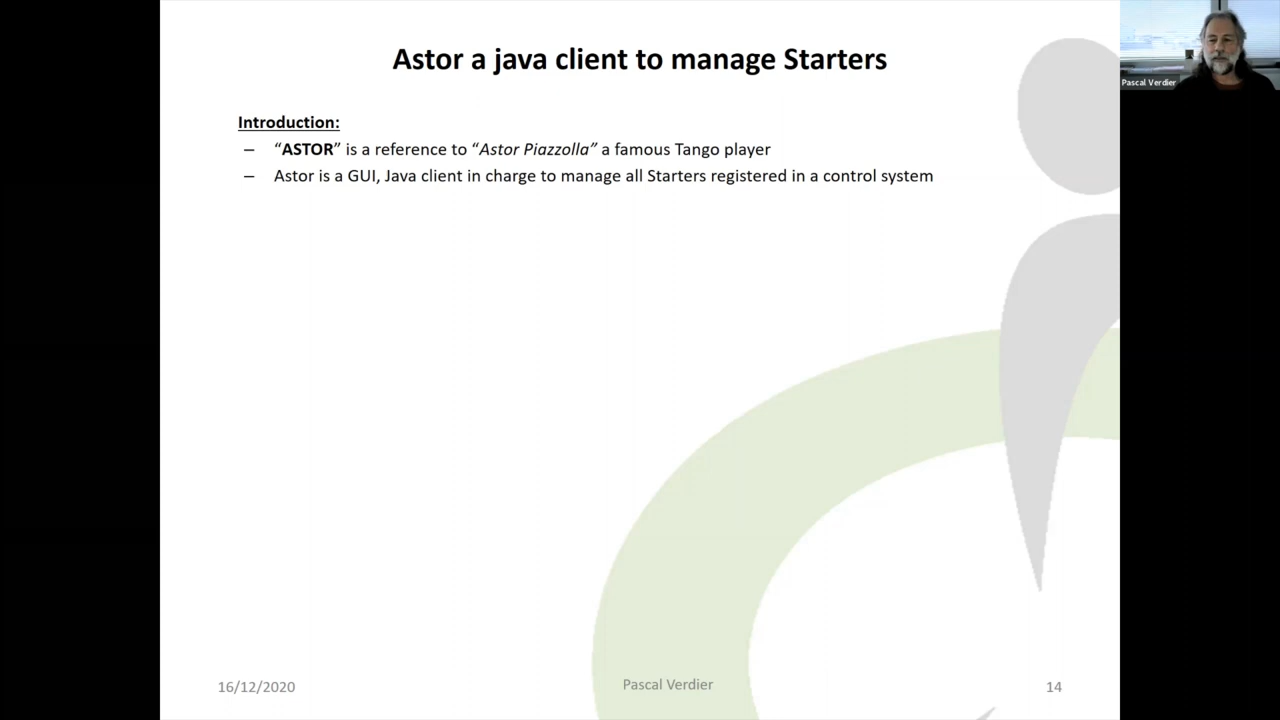 Astor a java client to manage Starters
Pascal Verdier
Introduction:
– “ASTOR” is a reference to “Astor Piazzolla” a famous Tango player
– Astor is a GUI, Java client in charge to manage all Starters registered in a control system
16/12/2020
Pascal Verdier
14